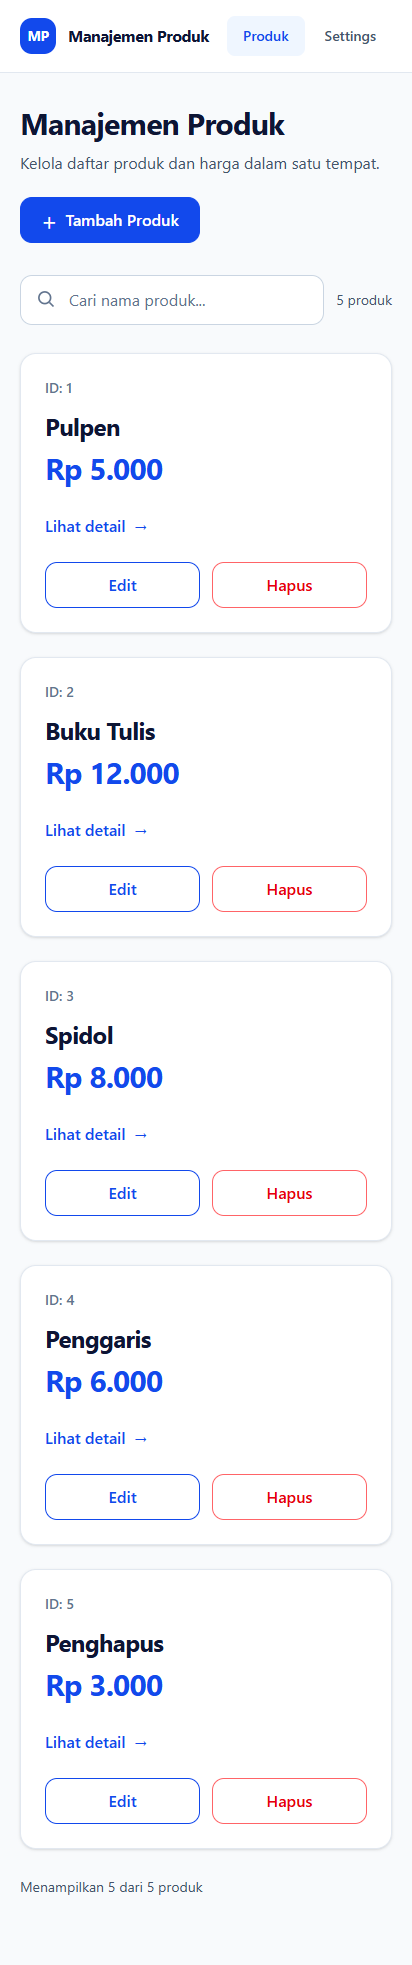 MP Manajemen Produk Produk Settings
Manajemen Produk
Kelola daftar produk dan harga dalam satu tempat.
+ Tambah Produk
Cari nama produk... 5 produk
ID: 1
Pulpen
Rp 5.000
Lihat detail →
Edit Hapus
ID: 2
Buku Tulis
Rp 12.000
Lihat detail →
Edit Hapus
ID: 3
Spidol
Rp 8.000
Lihat detail →
Edit Hapus
ID: 4
Penggaris
Rp 6.000
Lihat detail →
Edit Hapus
ID: 5
Penghapus
Rp 3.000
Lihat detail →
Edit Hapus
Menampilkan 5 dari 5 produk